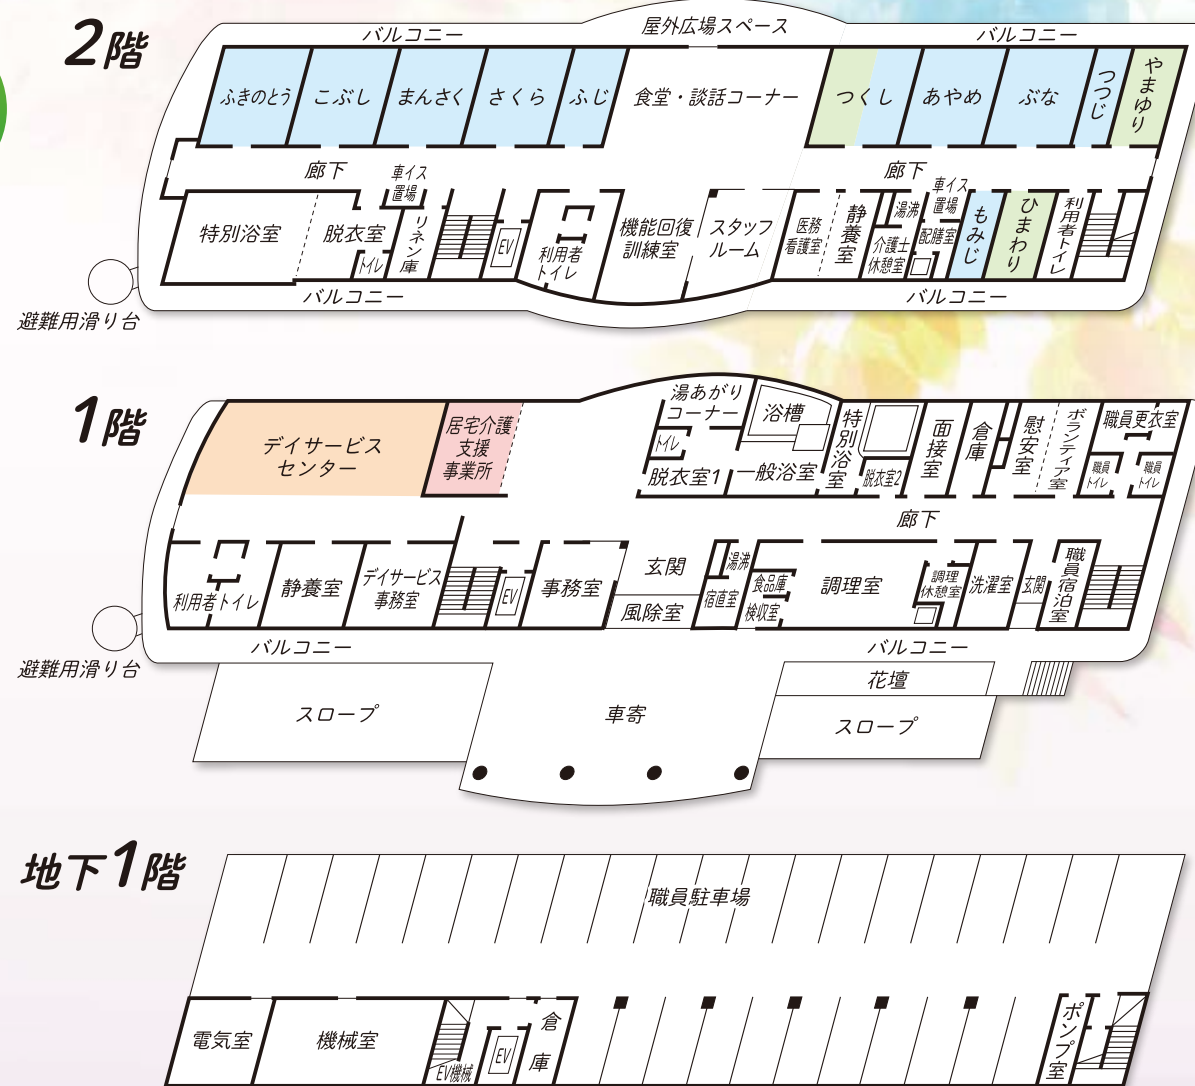 2階
バルコニー
屋外広場スペース
バルコニー
ふきのとう
こぶし
まんさく
さくら
ふじ
食堂・談話コーナー
つくし
あやめ
ぶな
つつじ
やまゆり
廊下
車イス
置場
廊下
車イス
置場
特別浴室
脱衣室
トイレ
リネン庫
EV
利用者
トイレ
機能回復
訓練室
スタッフ
ルーム
医務
看護室
静養室
湯沸
介護士
休憩室
配膳室
もみじ
ひまわり
利用者トイレ
バルコニー
バルコニー
避難用滑り台
1階
デイサービス
センター
居宅介護
支援
事業所
湯あがり
コーナー
トイレ
脱衣室1
浴槽
一般浴室
特別浴室
脱衣室2
面接室
倉庫
慰安室
ボランティア室
職員更衣室
職員
トイレ
職員
トイレ
廊下
利用者トイレ
静養室
デイサービス
事務室
EV
事務室
玄関
風除室
湯沸
宿直室
食品庫
検収室
調理室
調理
休憩室
洗濯室
玄関
職員宿泊室
バルコニー
バルコニー
避難用滑り台
スロープ
車寄
花壇
スロープ
地下1階
職員駐車場
電気室
機械室
EV機械
EV
倉庫
ポンプ室